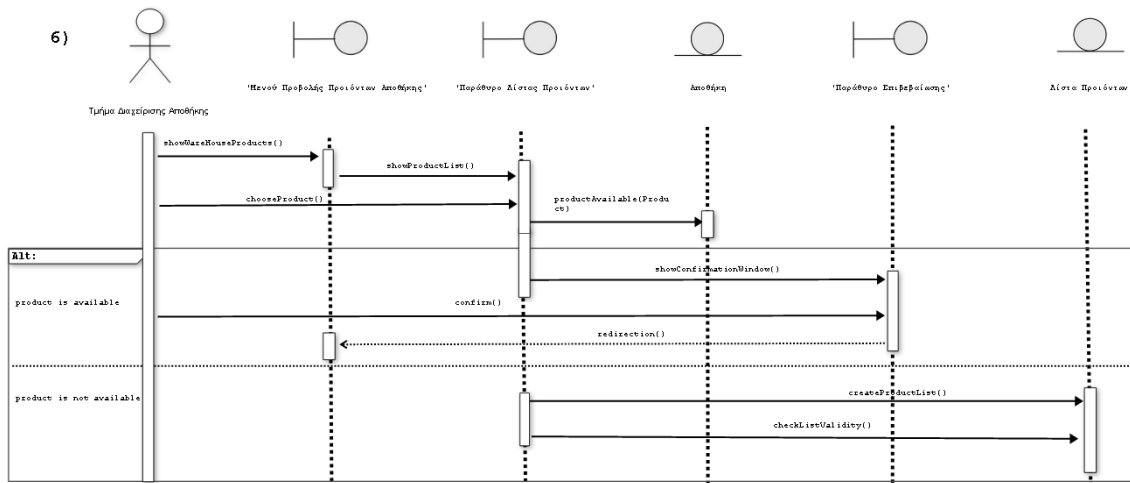 6)
'Μενού Προβολής Προιόντων Αποθήκης'
'Παράθυρο Λίστας Προιόντων'
Αποθήκη
'Παράθυρο Επιβεβαίωσης'
Λίστα Προιόντων
Τμήμα Διαχείρισης Αποθήκης
showWareHouseProducts()
showProductList()
chooseProduct()
productAvailable(Produ
ct)
Alt:
showConfirmationWindow()
product is available
confirm()
redirection()
product is not available
createProductList()
checkListValidity()